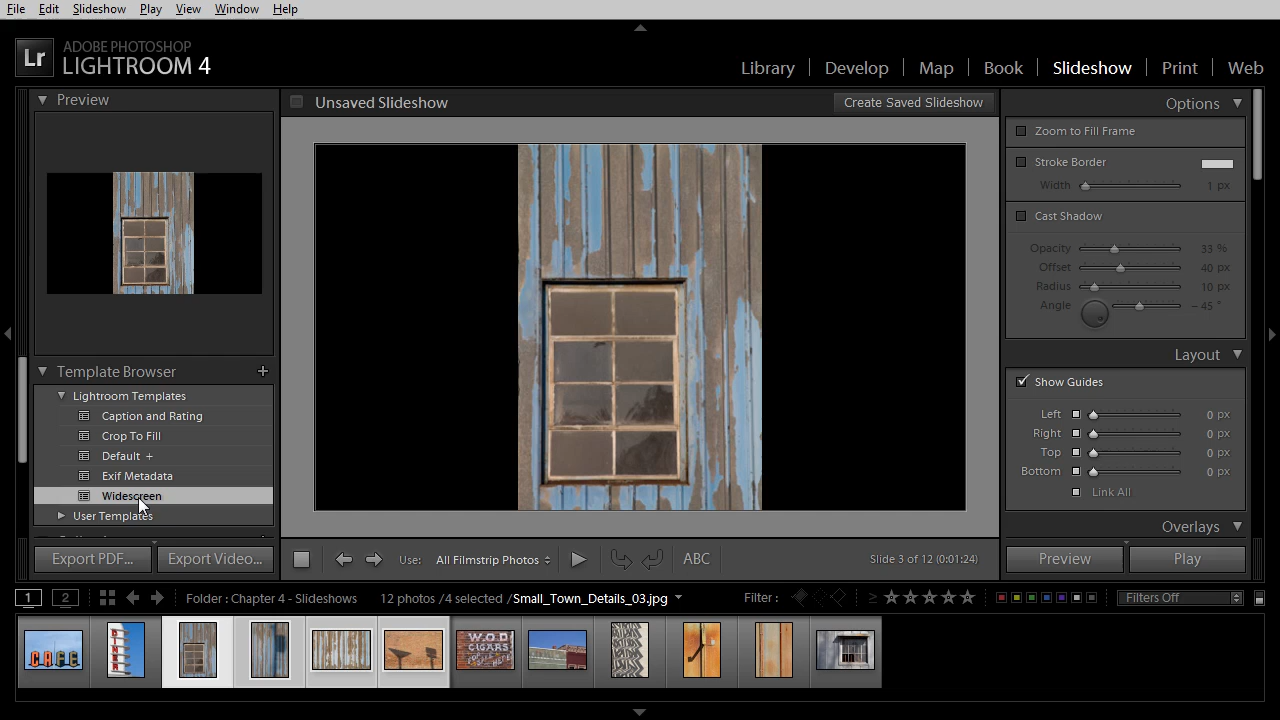 File Edit Slideshow Play View Window Help
Lr ADOBE PHOTOSHOP
LIGHTROOM 4
Library Develop Map Book Slideshow Print Web
Preview
Unsaved Slideshow Create Saved Slideshow
Options
Zoom to Fill Frame
Stroke Border
Width 1 px
Cast Shadow
Opacity 33 %
Offset 40 px
Radius 10 px
Angle – 45 °
Layout
Show Guides
Left 0 px
Right 0 px
Top 0 px
Bottom 0 px
Link All
Overlays
Template Browser +
Lightroom Templates
Caption and Rating
Crop To Fill
Default +
Exif Metadata
Widescreen
User Templates
Export PDF... Export Video...
Use: All Filmstrip Photos ABC Slide 3 of 12 (0:01:24)
Preview Play
1 2 Folder : Chapter 4 - Slideshows 12 photos /4 selected /Small_Town_Details_03.jpg Filter : ≥ ★★★★★ Filters Off
CAFE
DINE
W.O.D
CIGARS